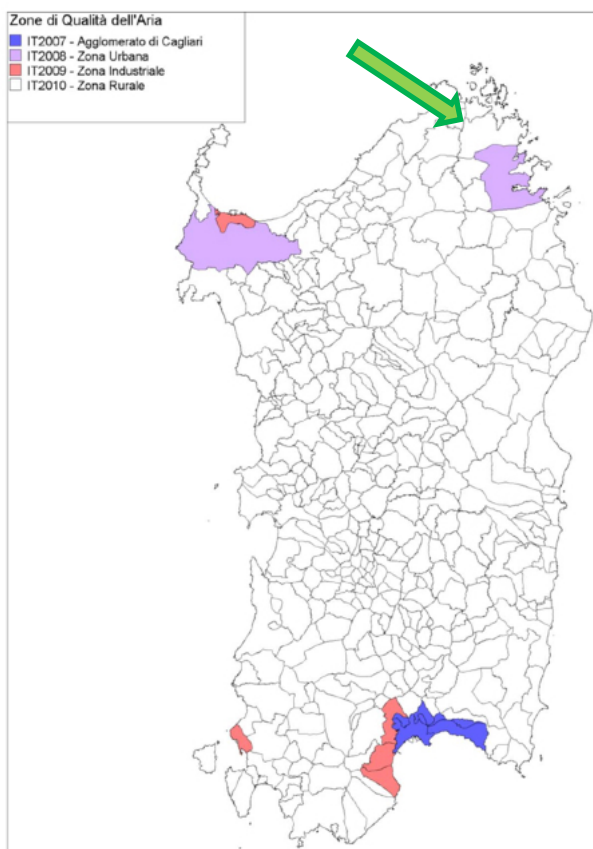 Zone di Qualità dell'Aria
IT2007 - Agglomerato di Cagliari
IT2008 - Zona Urbana
IT2009 - Zona Industriale
IT2010 - Zona Rurale